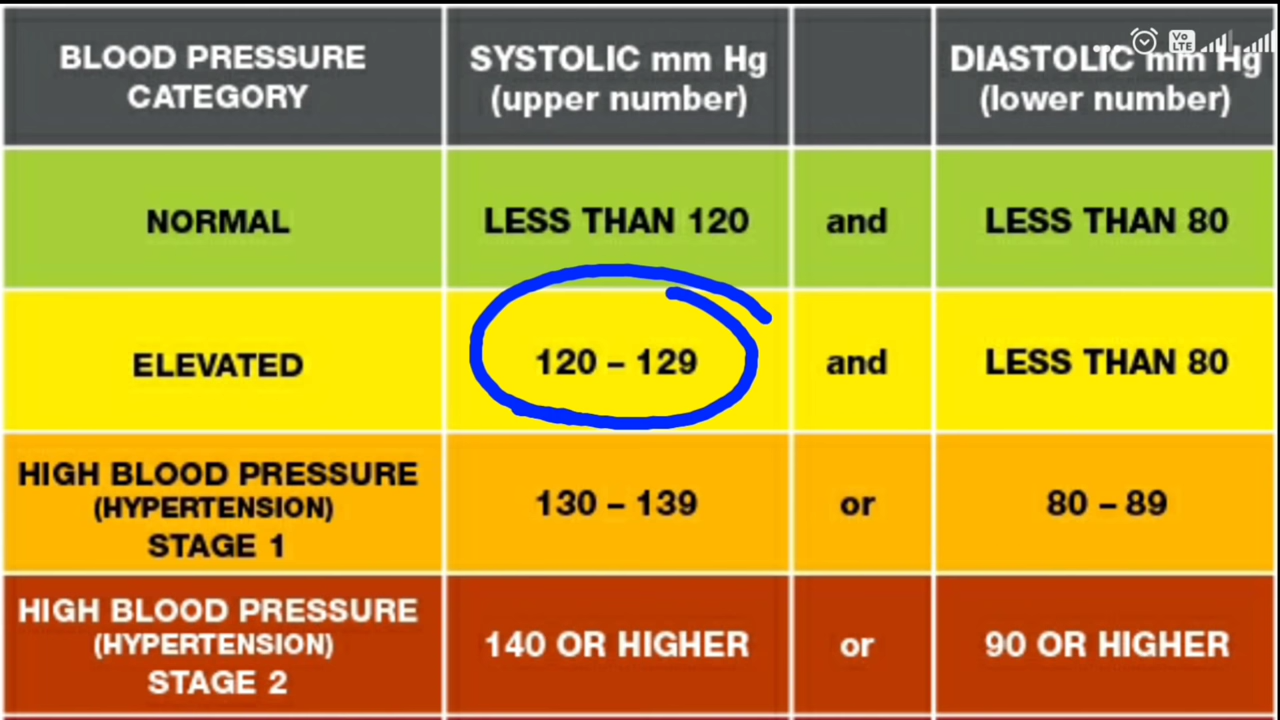 BLOOD PRESSURE
CATEGORY
SYSTOLIC mm Hg
(upper number)
DIASTOLIC mm Hg
(lower number)
Vo
LTE
NORMAL
LESS THAN 120
and
LESS THAN 80
ELEVATED
120 – 129
and
LESS THAN 80
HIGH BLOOD PRESSURE
(HYPERTENSION)
STAGE 1
130 – 139
or
80 – 89
HIGH BLOOD PRESSURE
(HYPERTENSION)
STAGE 2
140 OR HIGHER
or
90 OR HIGHER